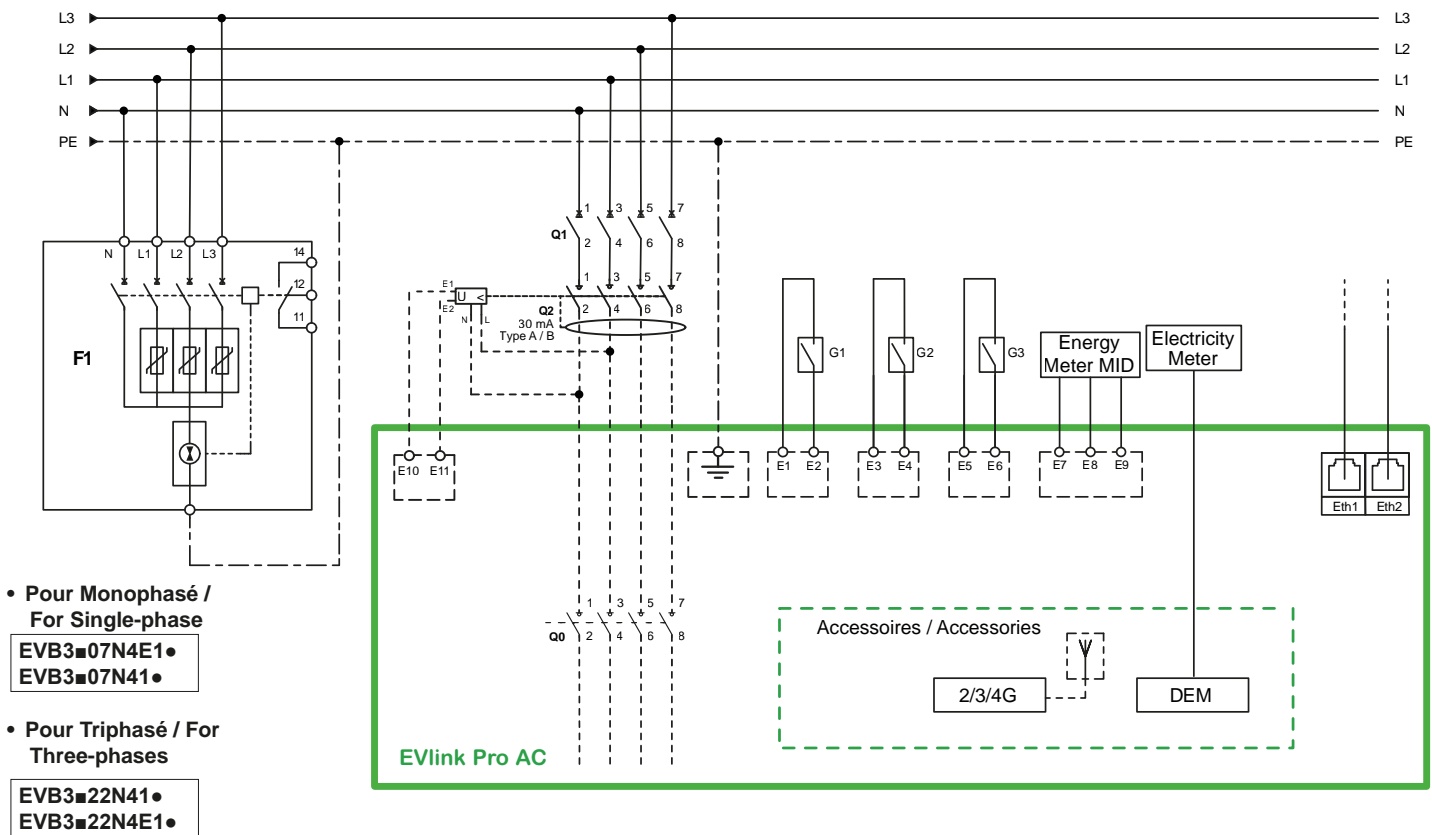 L3 L3
L2 L2
L1 L1
N N
PE PE
1 3 5 7
Q1
2 4 6 8
N L1 L2 L3 14
12
11
F1
E1
E2
U <
N L
1 3 5 7
Q2
2 4 6 8
30 mA
Type A / B
G1 G2 G3
Energy
Meter MID
Electricity
Meter
E10 E11
E1 E2
E3 E4
E5 E6
E7 E8 E9
Eth1 Eth2
1 3 5 7
Q0
2 4 6 8
Accessoires / Accessories
2/3/4G
DEM
EVlink Pro AC
• Pour Monophasé /
For Single-phase
EVB3■07N4E1●
EVB3■07N41●
• Pour Triphasé / For
Three-phases
EVB3■22N41●
EVB3■22N4E1●